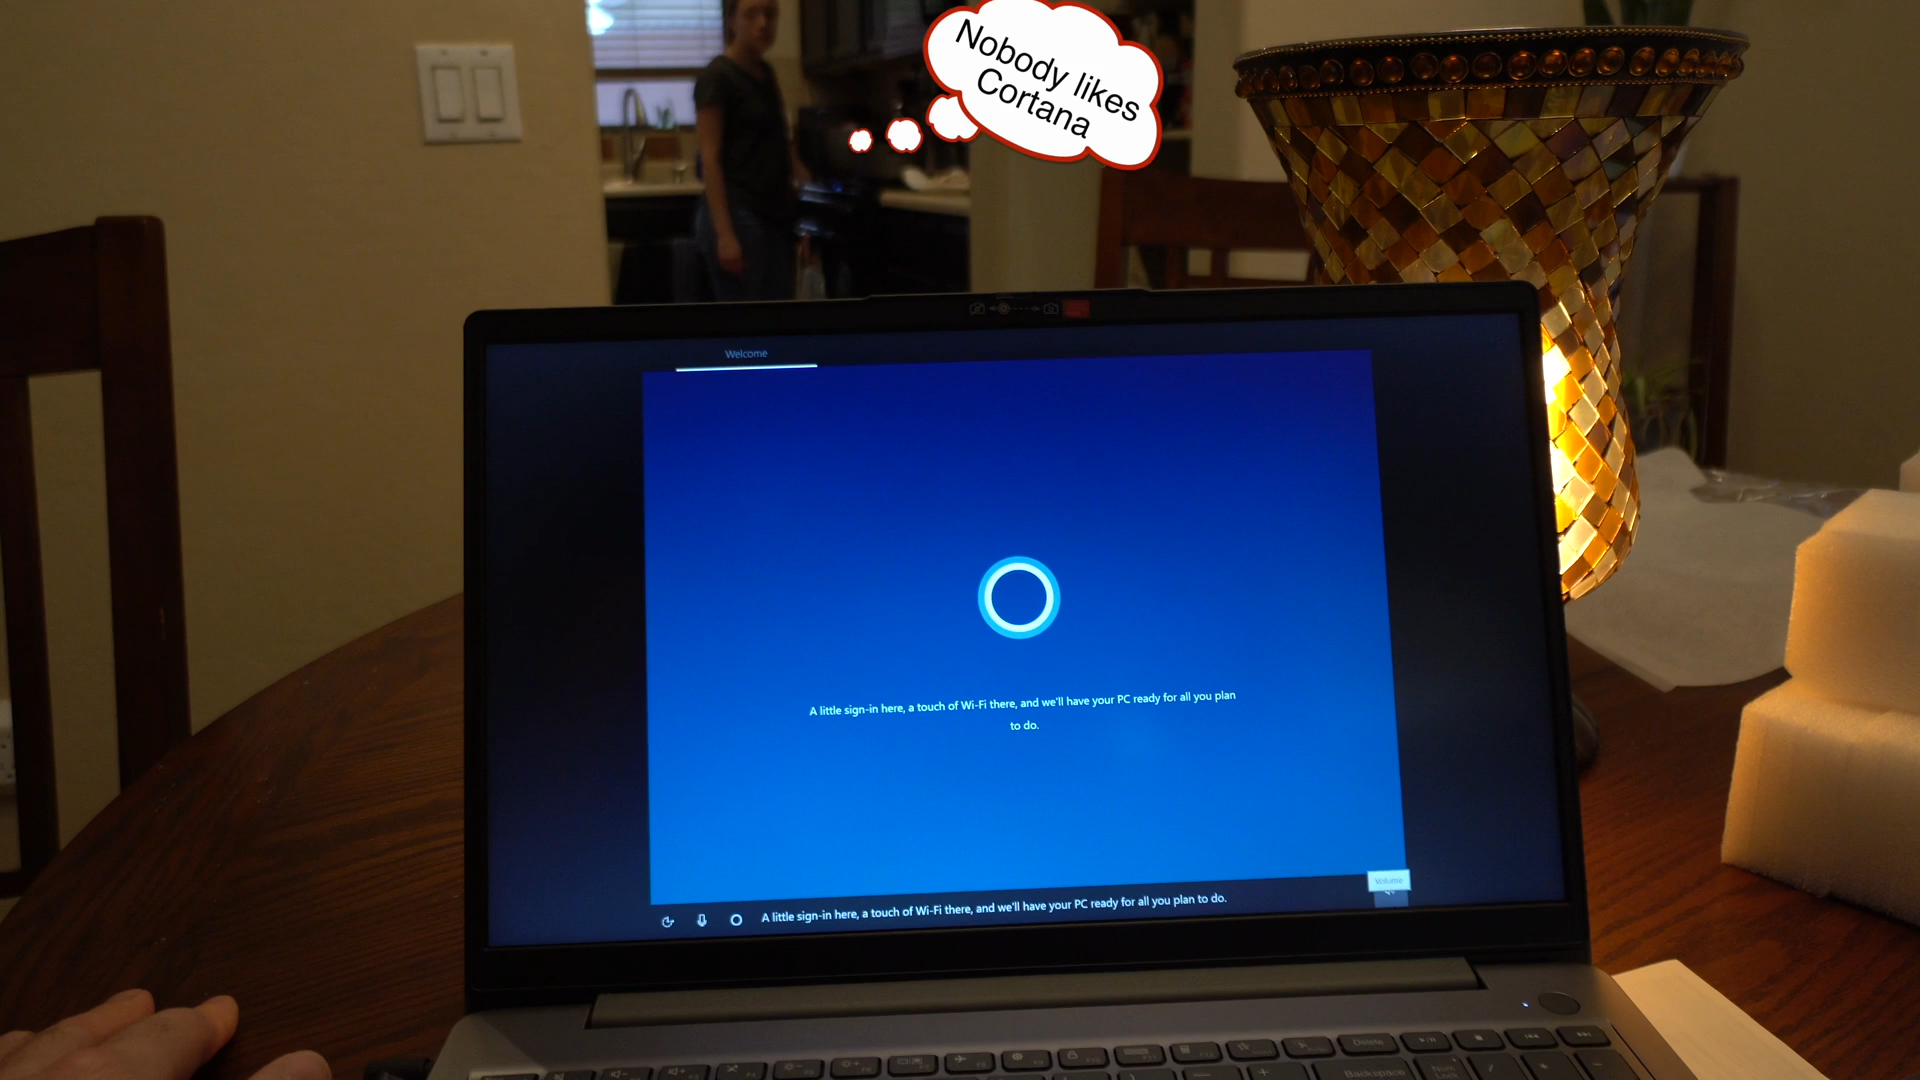 Nobody likes
Cortana
Welcome
A little sign-in here, a touch of Wi-Fi there, and we'll have your PC ready for all you plan
to do.
Volume
A little sign-in here, a touch of Wi-Fi there, and we'll have your PC ready for all you plan to do.
Delete
Backspace
Num
Lock